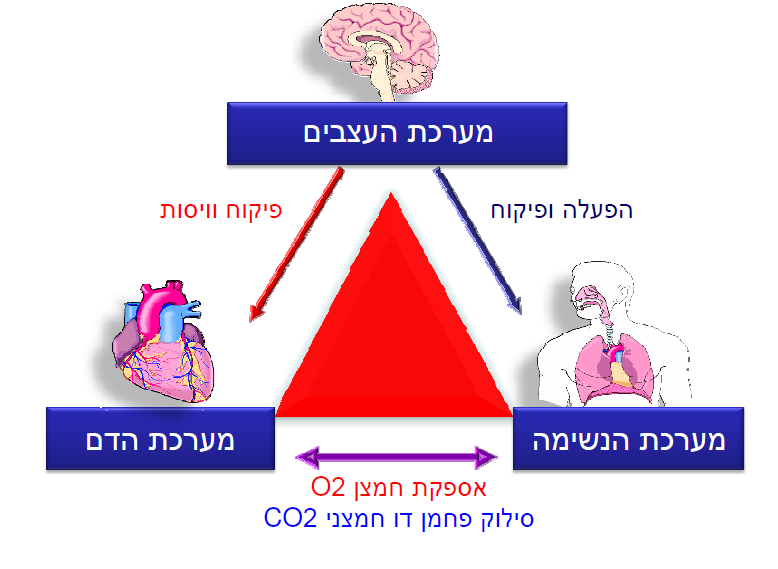 מערכת העצבים
הפעלה ופיקוח
פיקוח וויסות
מערכת הנשימה
מערכת הדם
אספקת חמצן O2
סילוק פחמן דו חמצני CO2